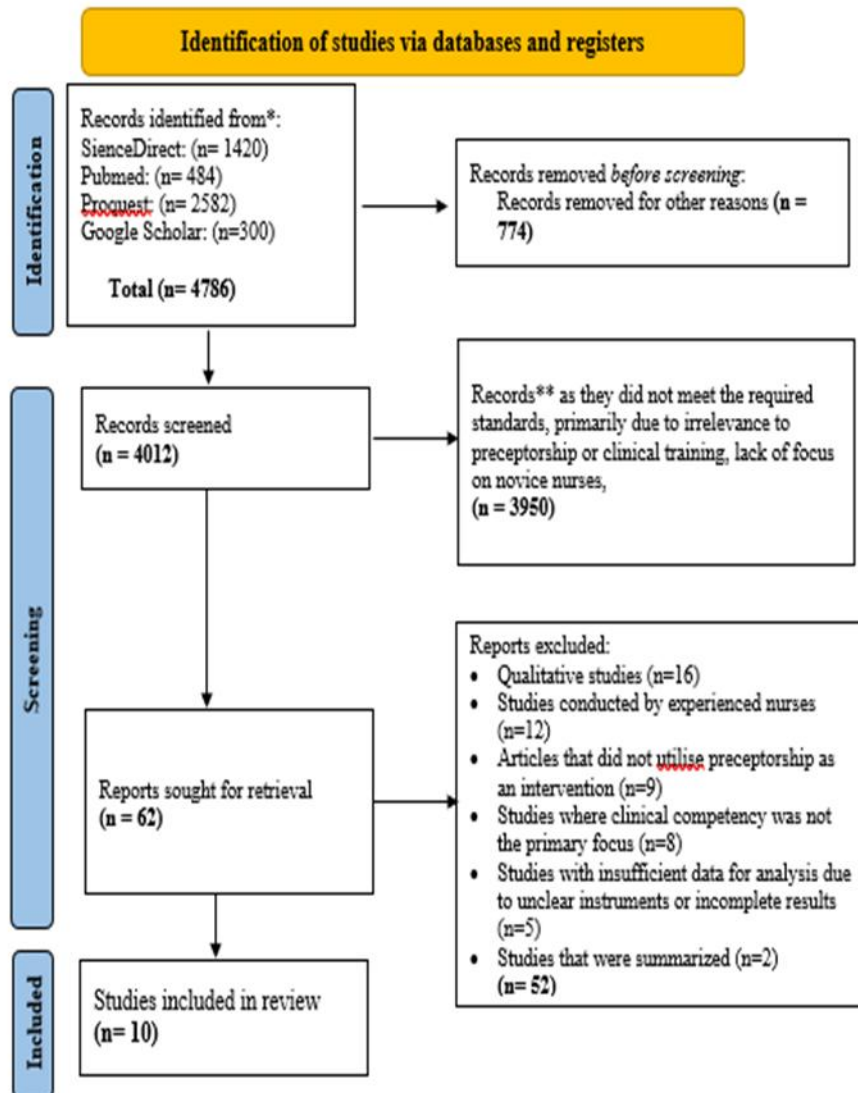 Identification of studies via databases and registers
Identification
Records identified from*:
SienceDirect: (n= 1420)
Pubmed: (n= 484)
Proquest: (n= 2582)
Google Scholar: (n=300)
Total (n= 4786)
Records removed before screening:
Records removed for other reasons (n =
774)
Screening
Records screened
(n = 4012)
Records** as they did not meet the required
standards, primarily due to irrelevance to
preceptorship or clinical training, lack of focus
on novice nurses,
(n = 3950)
Reports sought for retrieval
(n = 62)
Reports excluded:
• Qualitative studies (n=16)
• Studies conducted by experienced nurses
(n=12)
• Articles that did not utilise preceptorship as
an intervention (n=9)
• Studies where clinical competency was not
the primary focus (n=8)
• Studies with insufficient data for analysis due
to unclear instruments or incomplete results
(n=5)
• Studies that were summarized (n=2)
(n= 52)
Included
Studies included in review
(n= 10)